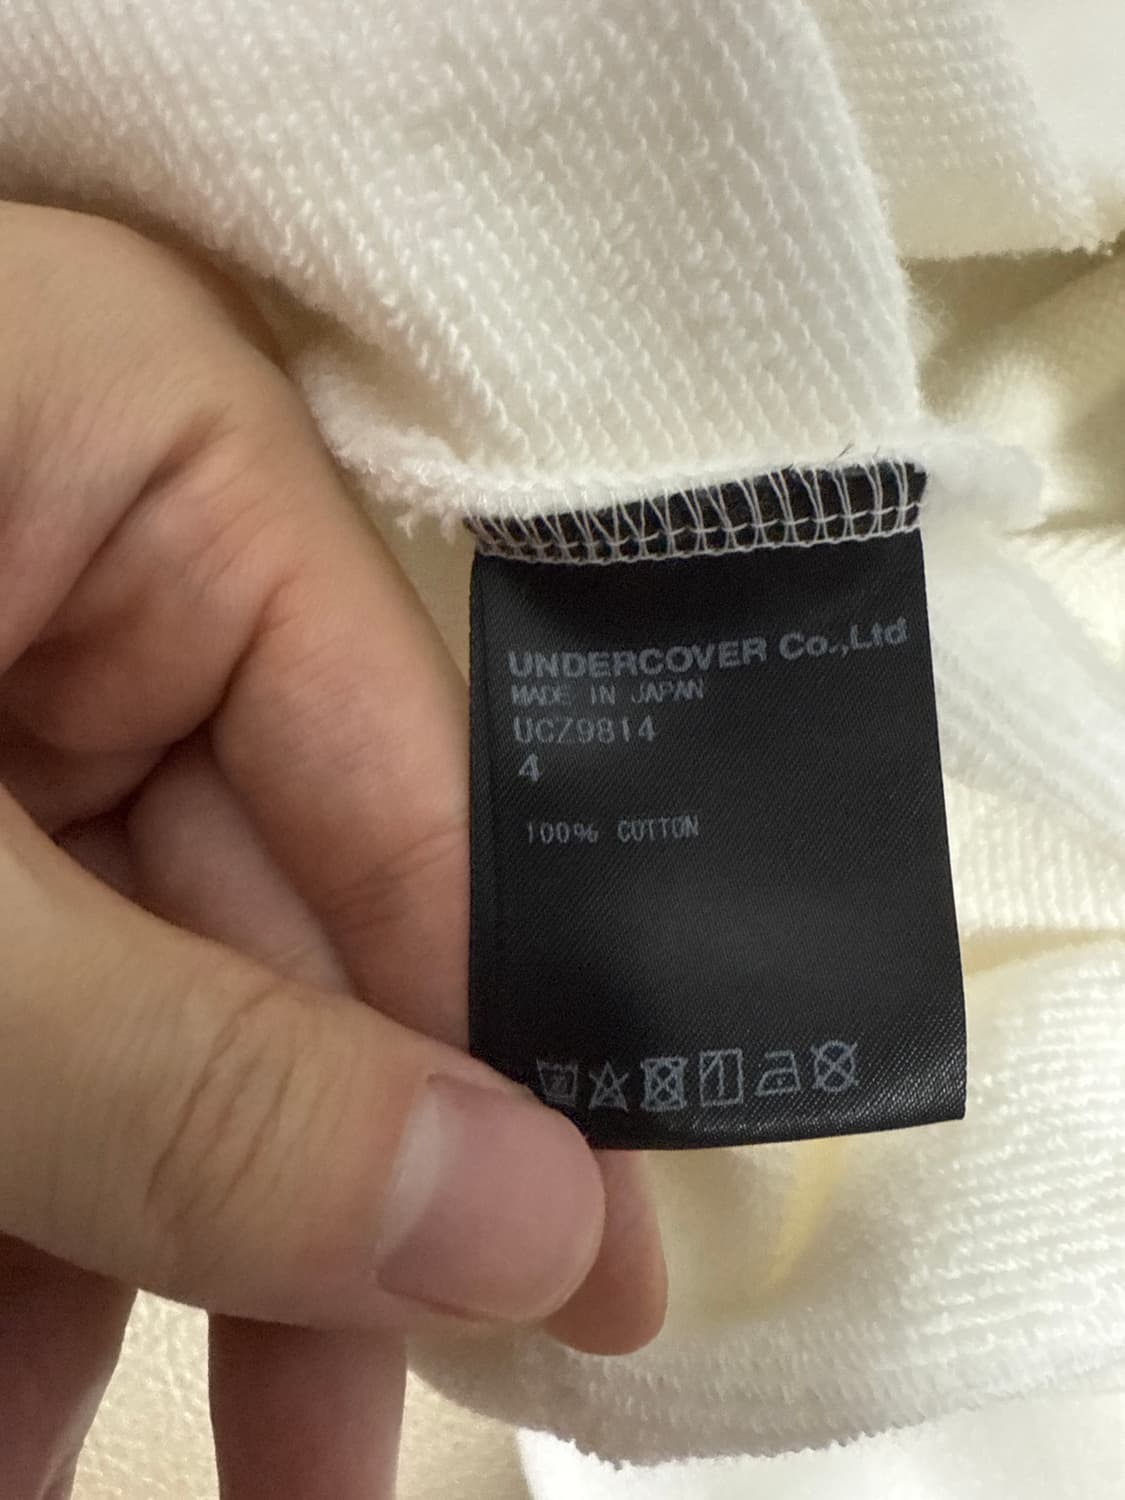 UNDERCOVER Co.,Ltd
MADE IN JAPAN
UCZ9814
4
100% COTTON